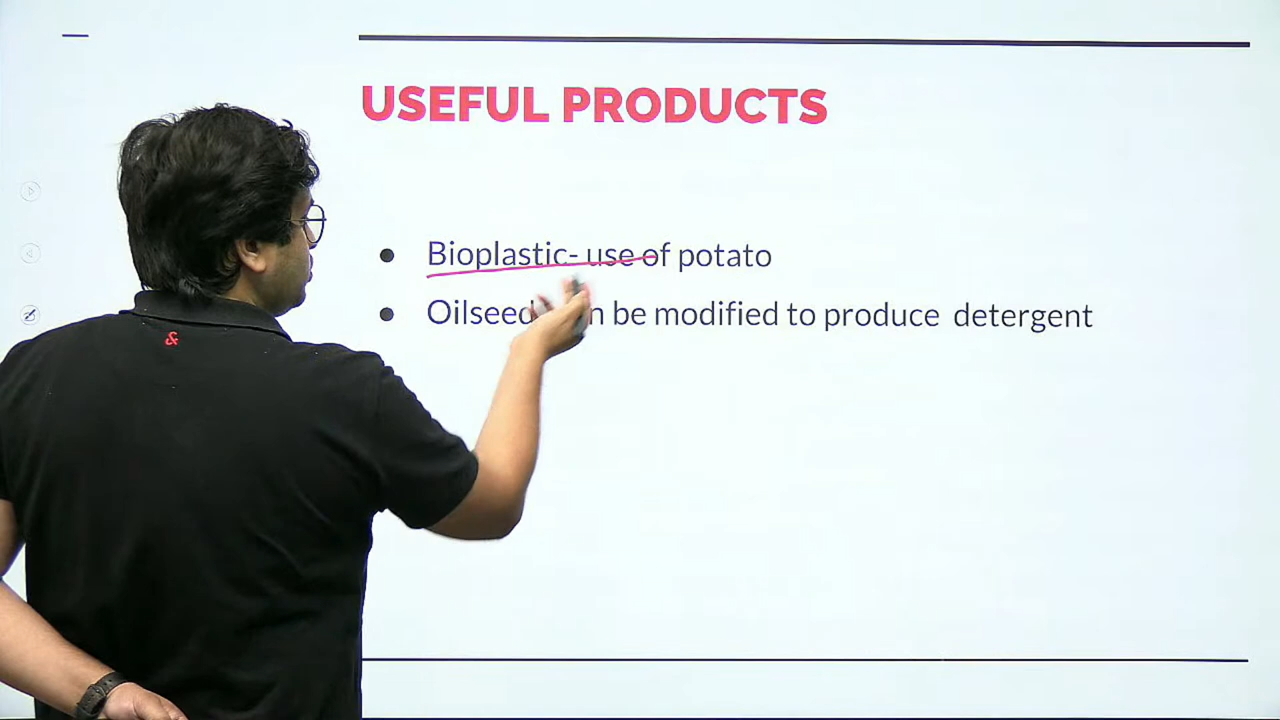 USEFUL PRODUCTS
● Bioplastic- use of potato
● Oilseed be modified to produce detergent
&